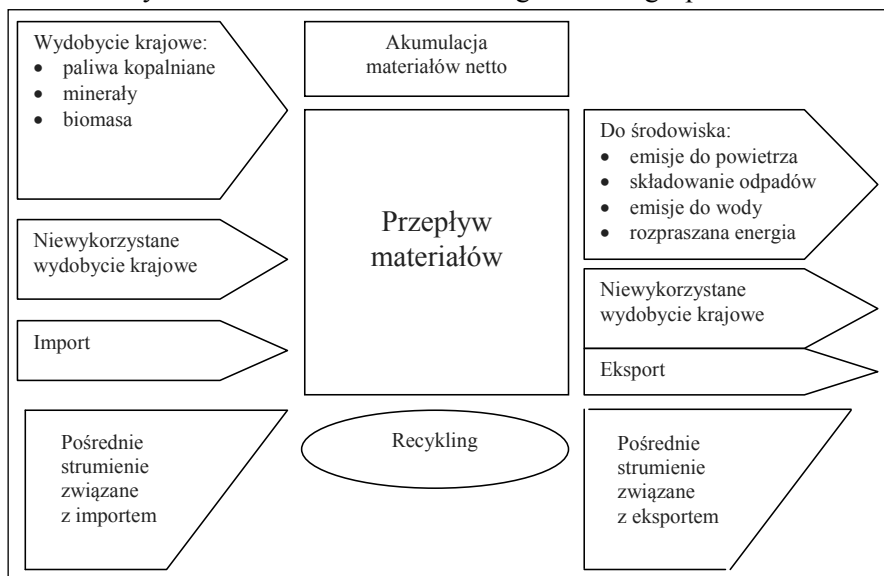 Wydobycie krajowe:
• paliwa kopalniane
• minerały
• biomasa
Niewykorzystane
wydobycie krajowe
Import
Pośrednie
strumienie
związane
z importem
Akumulacja
materiałów netto
Przepływ
materiałów
Recykling
Do środowiska:
• emisje do powietrza
• składowanie odpadów
• emisje do wody
• rozpraszana energia
Niewykorzystane
wydobycie krajowe
Eksport
Pośrednie
strumienie
związane
z eksportem